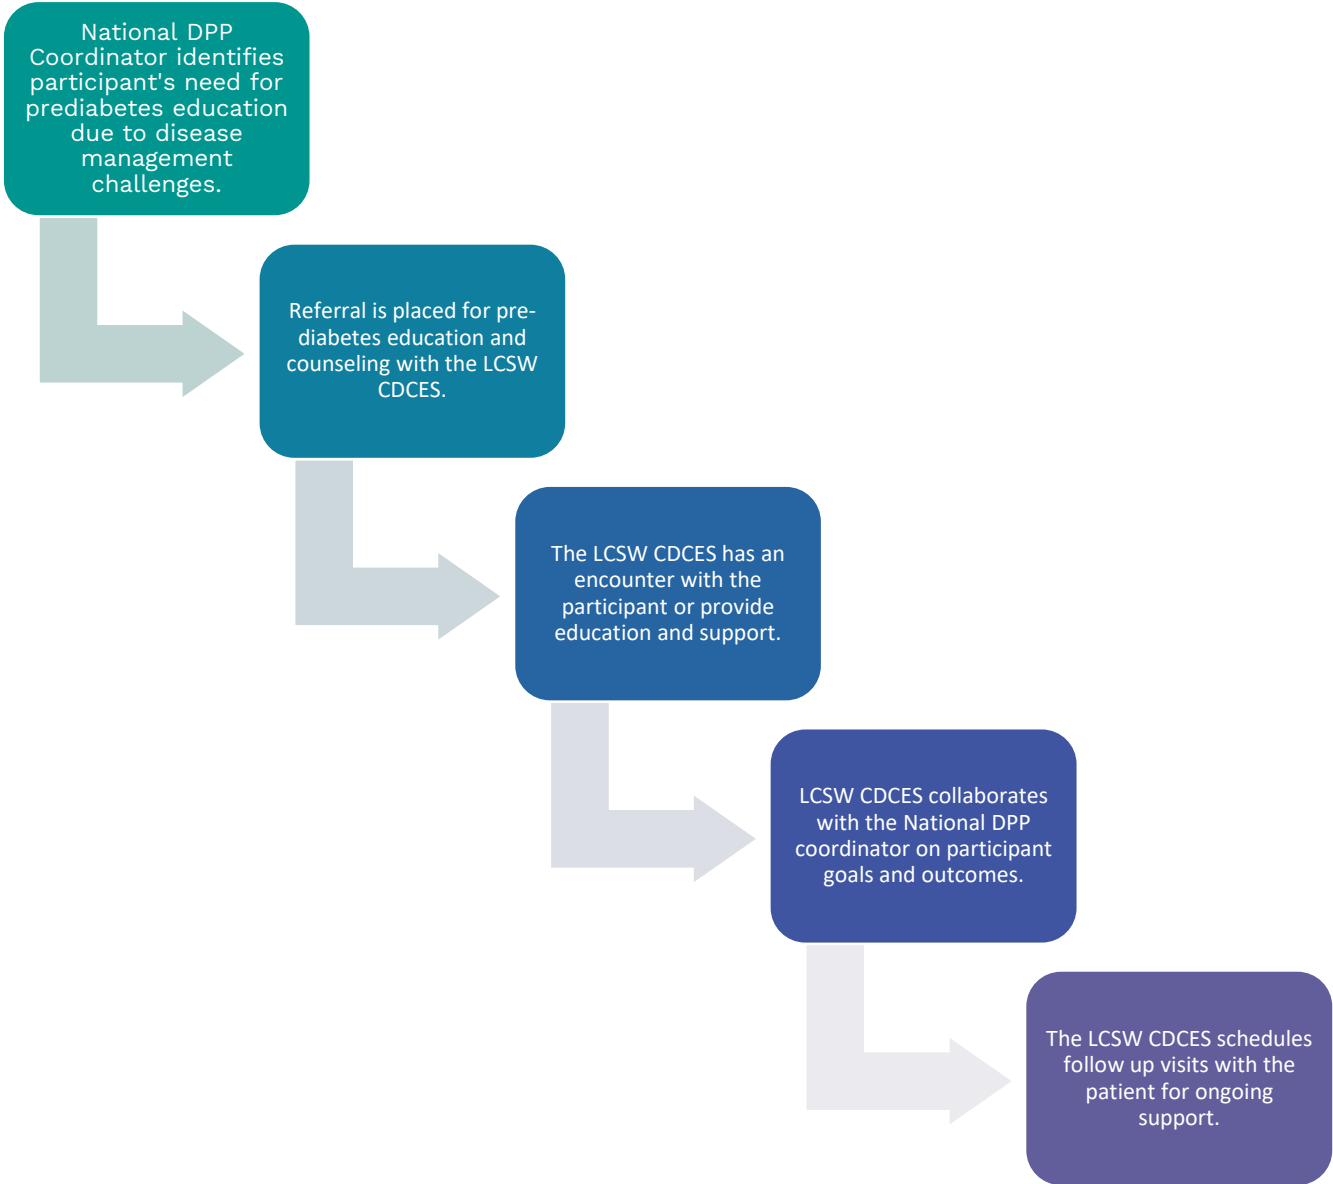 National DPP
Coordinator identifies
participant's need for
prediabetes education
due to disease
management
challenges.
Referral is placed for pre-
diabetes education and
counseling with the LCSW
CDCES.
The LCSW CDCES has an
encounter with the
participant or provide
education and support.
LCSW CDCES collaborates
with the National DPP
coordinator on participant
goals and outcomes.
The LCSW CDCES schedules
follow up visits with the
patient for ongoing
support.